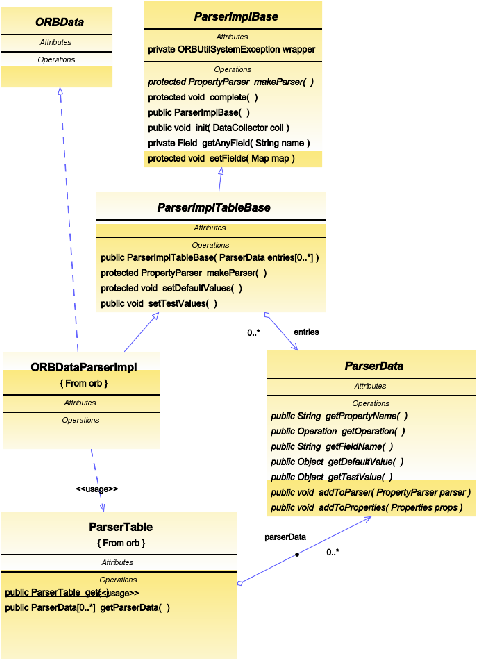 ORBData
Attributes
Operations
ParserImplBase
Attributes
private ORBUtilSystemException wrapper
Operations
protected PropertyParser makeParser( )
protected void complete( )
public ParserImplBase( )
public void init( DataCollector coll )
private Field getAnyField( String name )
protected void setFields( Map map )
ParserImplTableBase
Attributes
Operations
public ParserImplTableBase( ParserData entries[0..*] )
protected PropertyParser makeParser( )
protected void setDefaultValues( )
public void setTestValues( )
0..*
entries
ORBDataParserImpl
{ From orb }
Attributes
Operations
ParserData
Attributes
Operations
public String getPropertyName( )
public Operation getOperation( )
public String getFieldName( )
public Object getDefaultValue( )
public Object getTestValue( )
public void addToParser( PropertyParser parser )
public void addToProperties( Properties props )
<<usage>>
ParserTable
{ From orb }
Attributes
Operations
public ParserTable get( )
<<usage>>
public ParserData[0..*] getParserData( )
parserData
0..*